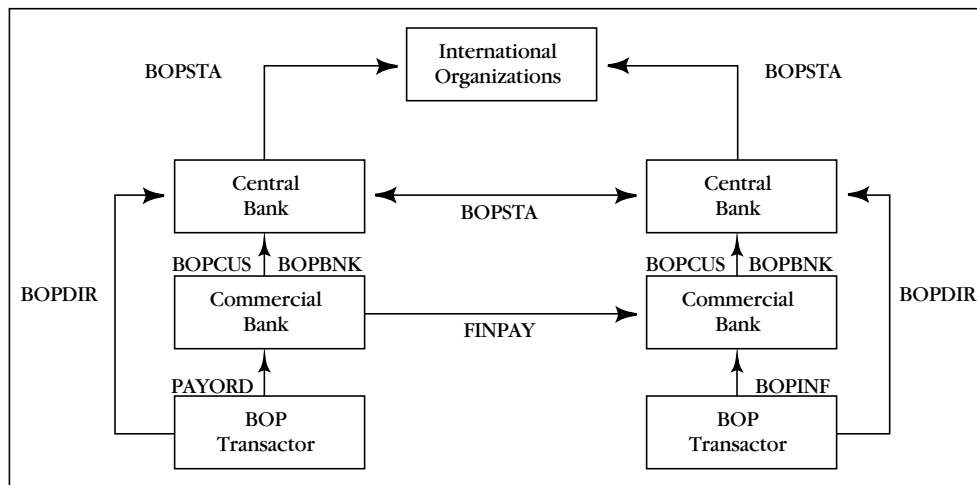 International
Organizations
BOPSTA
BOPSTA
Central
Bank
Central
Bank
BOPSTA
BOPCUS
BOPBNK
BOPCUS
BOPBNK
BOPDIR
BOPDIR
Commercial
Bank
Commercial
Bank
FINPAY
PAYORD
BOPINF
BOP
Transactor
BOP
Transactor